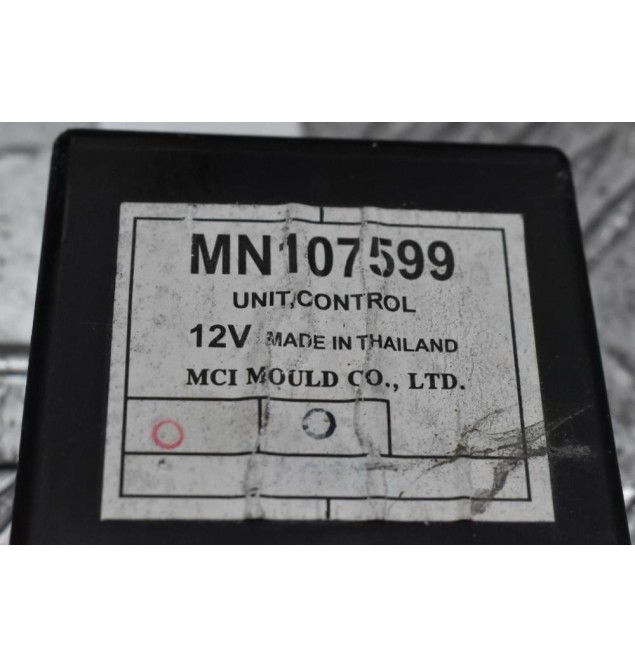 MN107599
UNIT,CONTROL
12V MADE IN THAILAND
MCI MOULD CO., LTD.